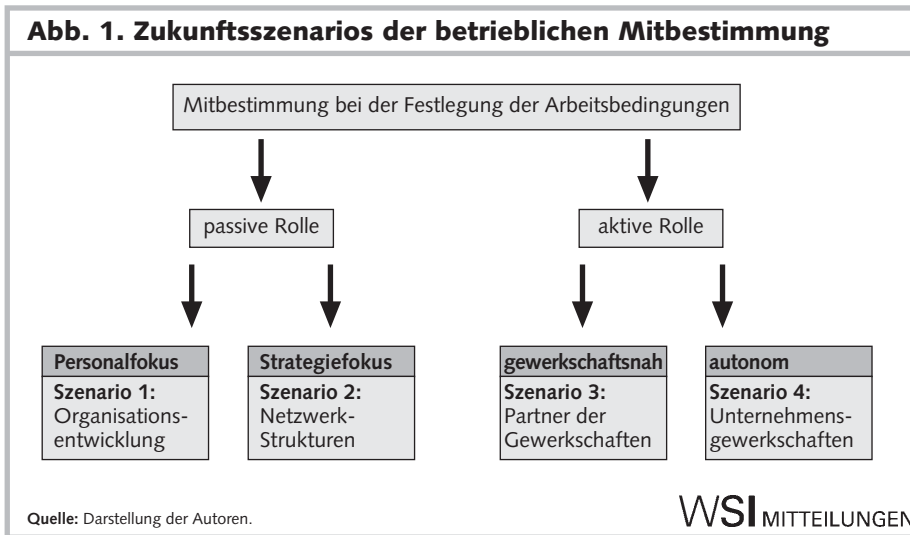 Abb. 1. Zukunftsszenarios der betrieblichen Mitbestimmung
Mitbestimmung bei der Festlegung der Arbeitsbedingungen
passive Rolle
aktive Rolle
Personalfokus
Szenario 1:
Organisations-
entwicklung
Strategiefokus
Szenario 2:
Netzwerk-
Strukturen
gewerkschaftsnah
Szenario 3:
Partner der
Gewerkschaften
autonom
Szenario 4:
Unternehmens-
gewerkschaften
Quelle: Darstellung der Autoren.
WSI MITTEILUNGEN